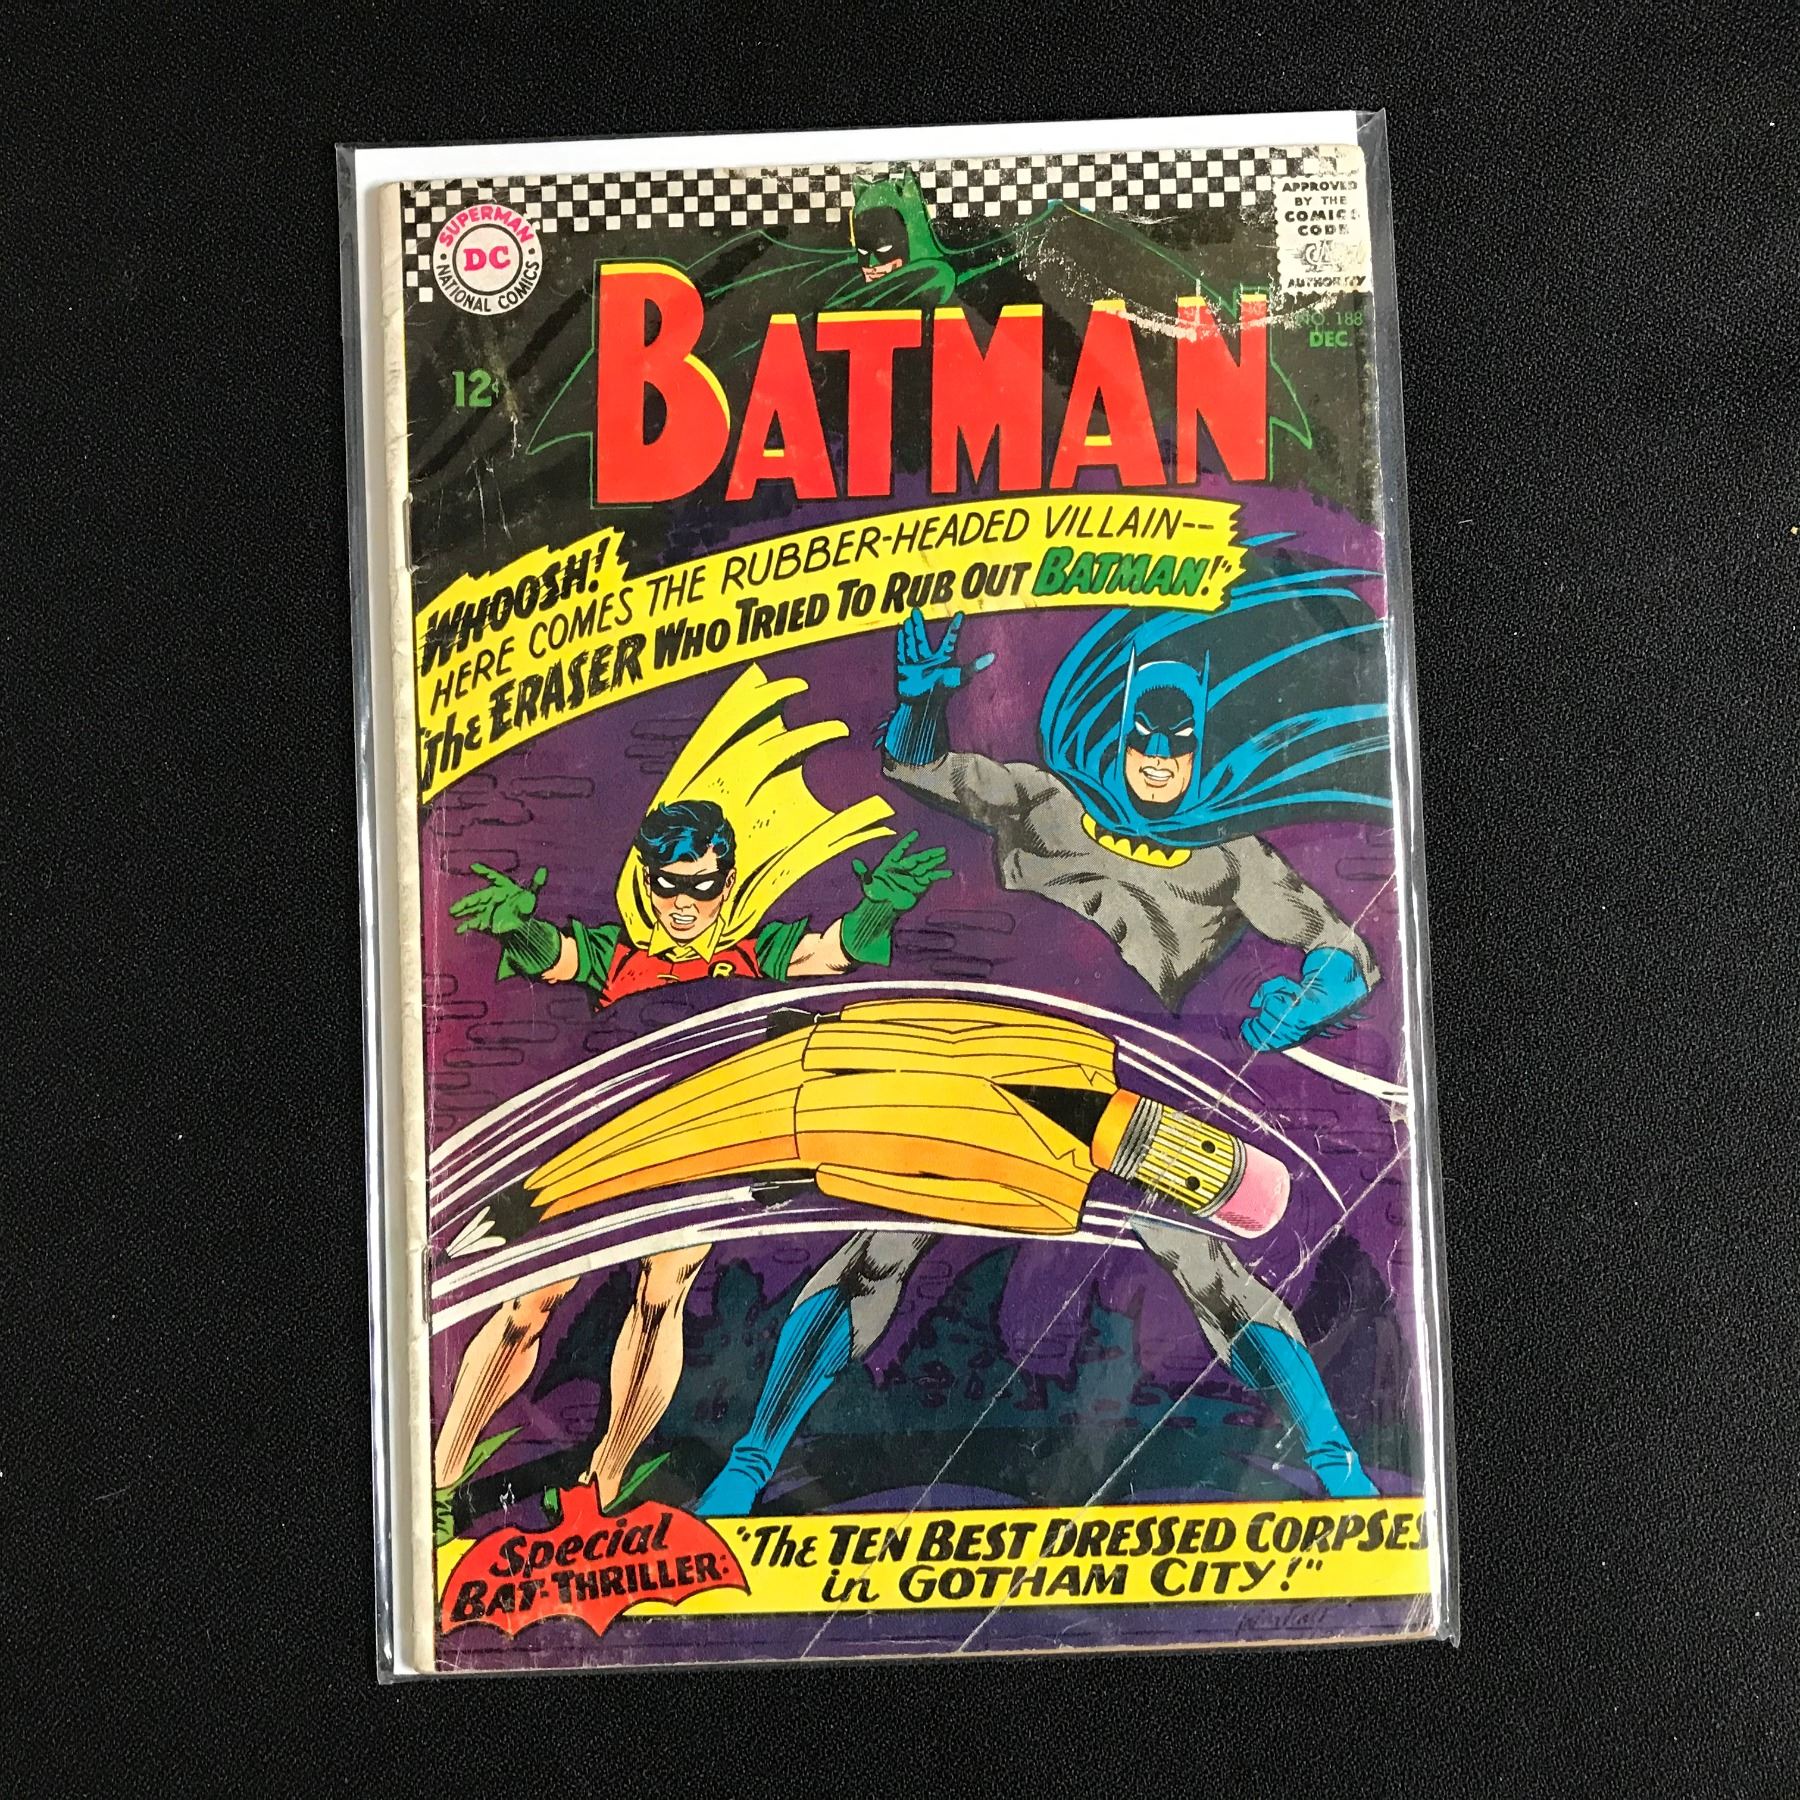 SUPERMAN
DC
NATIONAL COMICS
APPROVED
BY THE
COMICS
CODE
AUTHORITY
BATMAN
NO. 188
DEC.
12¢
WHOOSH!
HERE COMES THE RUBBER-HEADED VILLAIN--
"The ERASER WHO TRIED TO RUB OUT BATMAN!"
R
Special
BAT-THRILLER:
"The TEN BEST DRESSED CORPSES
in GOTHAM CITY!"